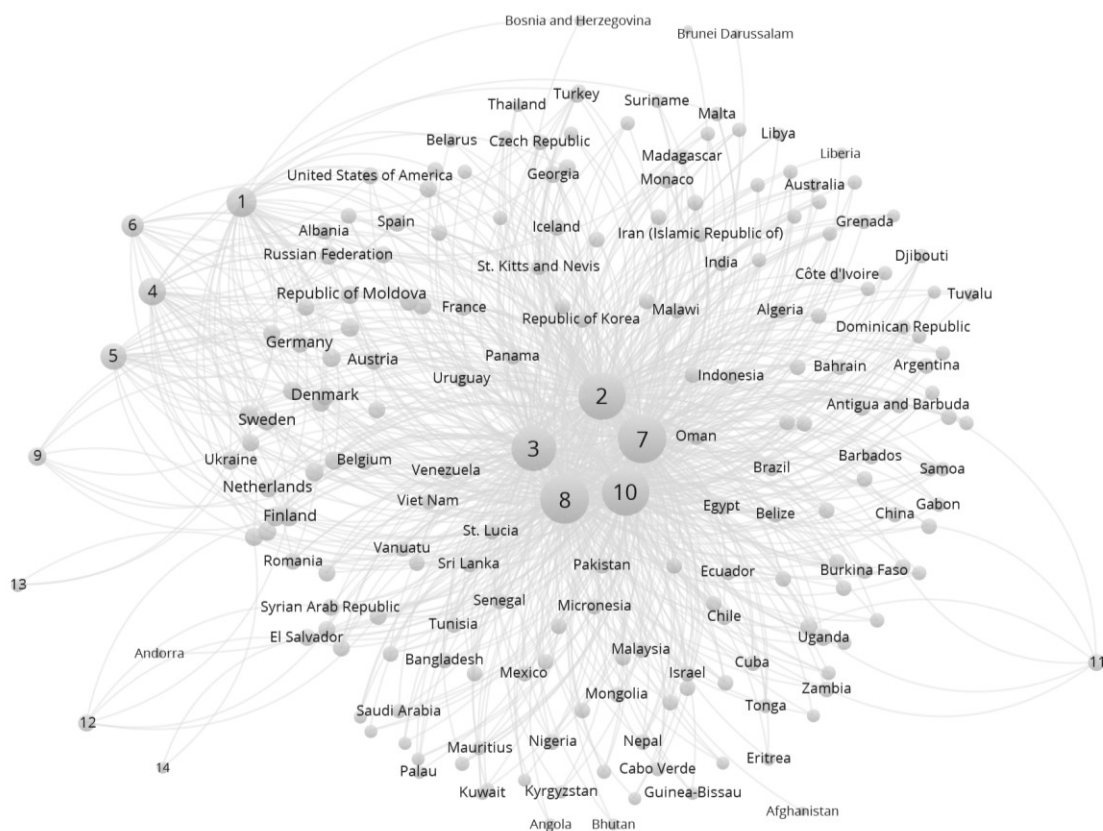 Bosnia and Herzegovina
Brunei Darussalam
Turkey
Thailand
Suriname
Malta
Belarus
Czech Republic
Libya
Madagascar
Liberia
United States of America
Georgia
Monaco
Australia
1
6
Albania
Spain
Iceland
Iran (Islamic Republic of)
Grenada
Russian Federation
St. Kitts and Nevis
India
Djibouti
Côte d'Ivoire
4
Republic of Moldova
France
Republic of Korea
Malawi
Algeria
Tuvalu
Dominican Republic
5
Germany
Austria
Panama
Uruguay
Indonesia
Bahrain
Argentina
Denmark
2
Antigua and Barbuda
Sweden
7
Oman
3
9
Ukraine
Belgium
Venezuela
Brazil
Barbados
Samoa
Netherlands
Viet Nam
8
10
Egypt
Belize
China
Gabon
Finland
St. Lucia
Vanuatu
Romania
Sri Lanka
Pakistan
Ecuador
Burkina Faso
13
Syrian Arab Republic
Senegal
Micronesia
Chile
El Salvador
Tunisia
Uganda
Andorra
Bangladesh
Mexico
Malaysia
Israel
Cuba
11
Mongolia
Zambia
12
Saudi Arabia
Tonga
Mauritius
Nigeria
Nepal
14
Palau
Cabo Verde
Eritrea
Kuwait
Kyrgyzstan
Guinea-Bissau
Afghanistan
Angola
Bhutan